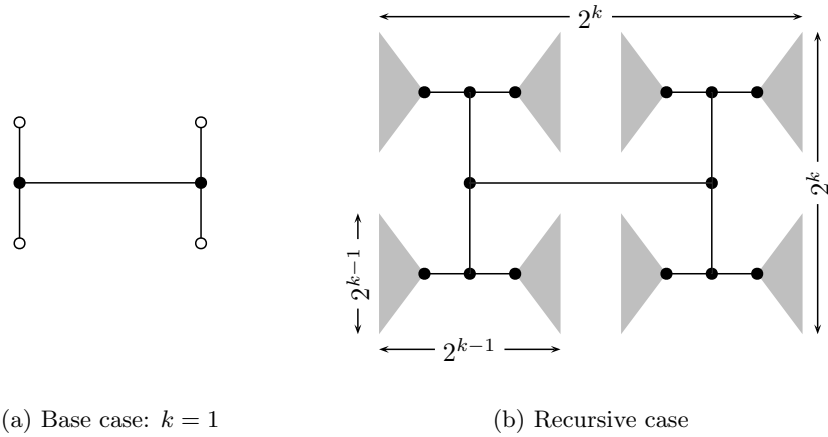 2^k
2^k
2^{k−1}
2^{k−1}
(a) Base case: k = 1
(b) Recursive case